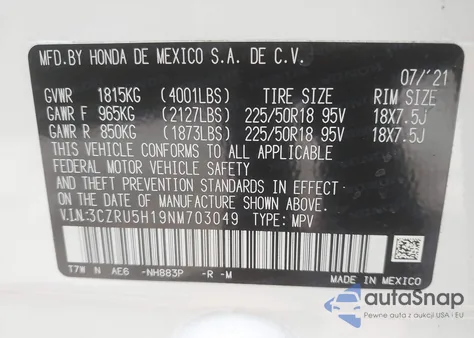 MFD.BY HONDA DE MEXICO S.A. DE C.V.
07/'21
GVWR 1815KG (4001LBS) TIRE SIZE RIM SIZE
GAWR F 965KG (2127LBS) 225/50R18 95V 18X7.5J
GAWR R 850KG (1873LBS) 225/50R18 95V 18X7.5J
THIS VEHICLE CONFORMS TO ALL APPLICABLE
FEDERAL MOTOR VEHICLE SAFETY
THEFT PREVENTION STANDARDS IN EFFECT ON
THE DATE OF MANUFACTURE SHOWN ABOVE.
V.I.N:3CZRU5H19NM703049 TYPE: MPV
T7W N AE6 -NH883P -R -M
MADE IN MEXICO
autoSnap
Pewne auta z aukcji USA i EU